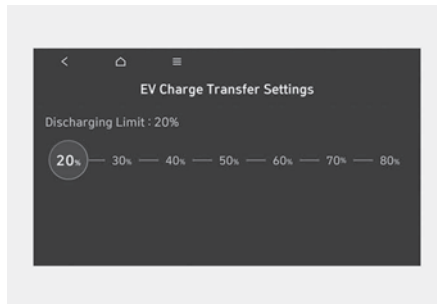 EV Charge Transfer Settings
Discharging Limit : 20%
20% 30% 40% 50% 60% 70% 80%